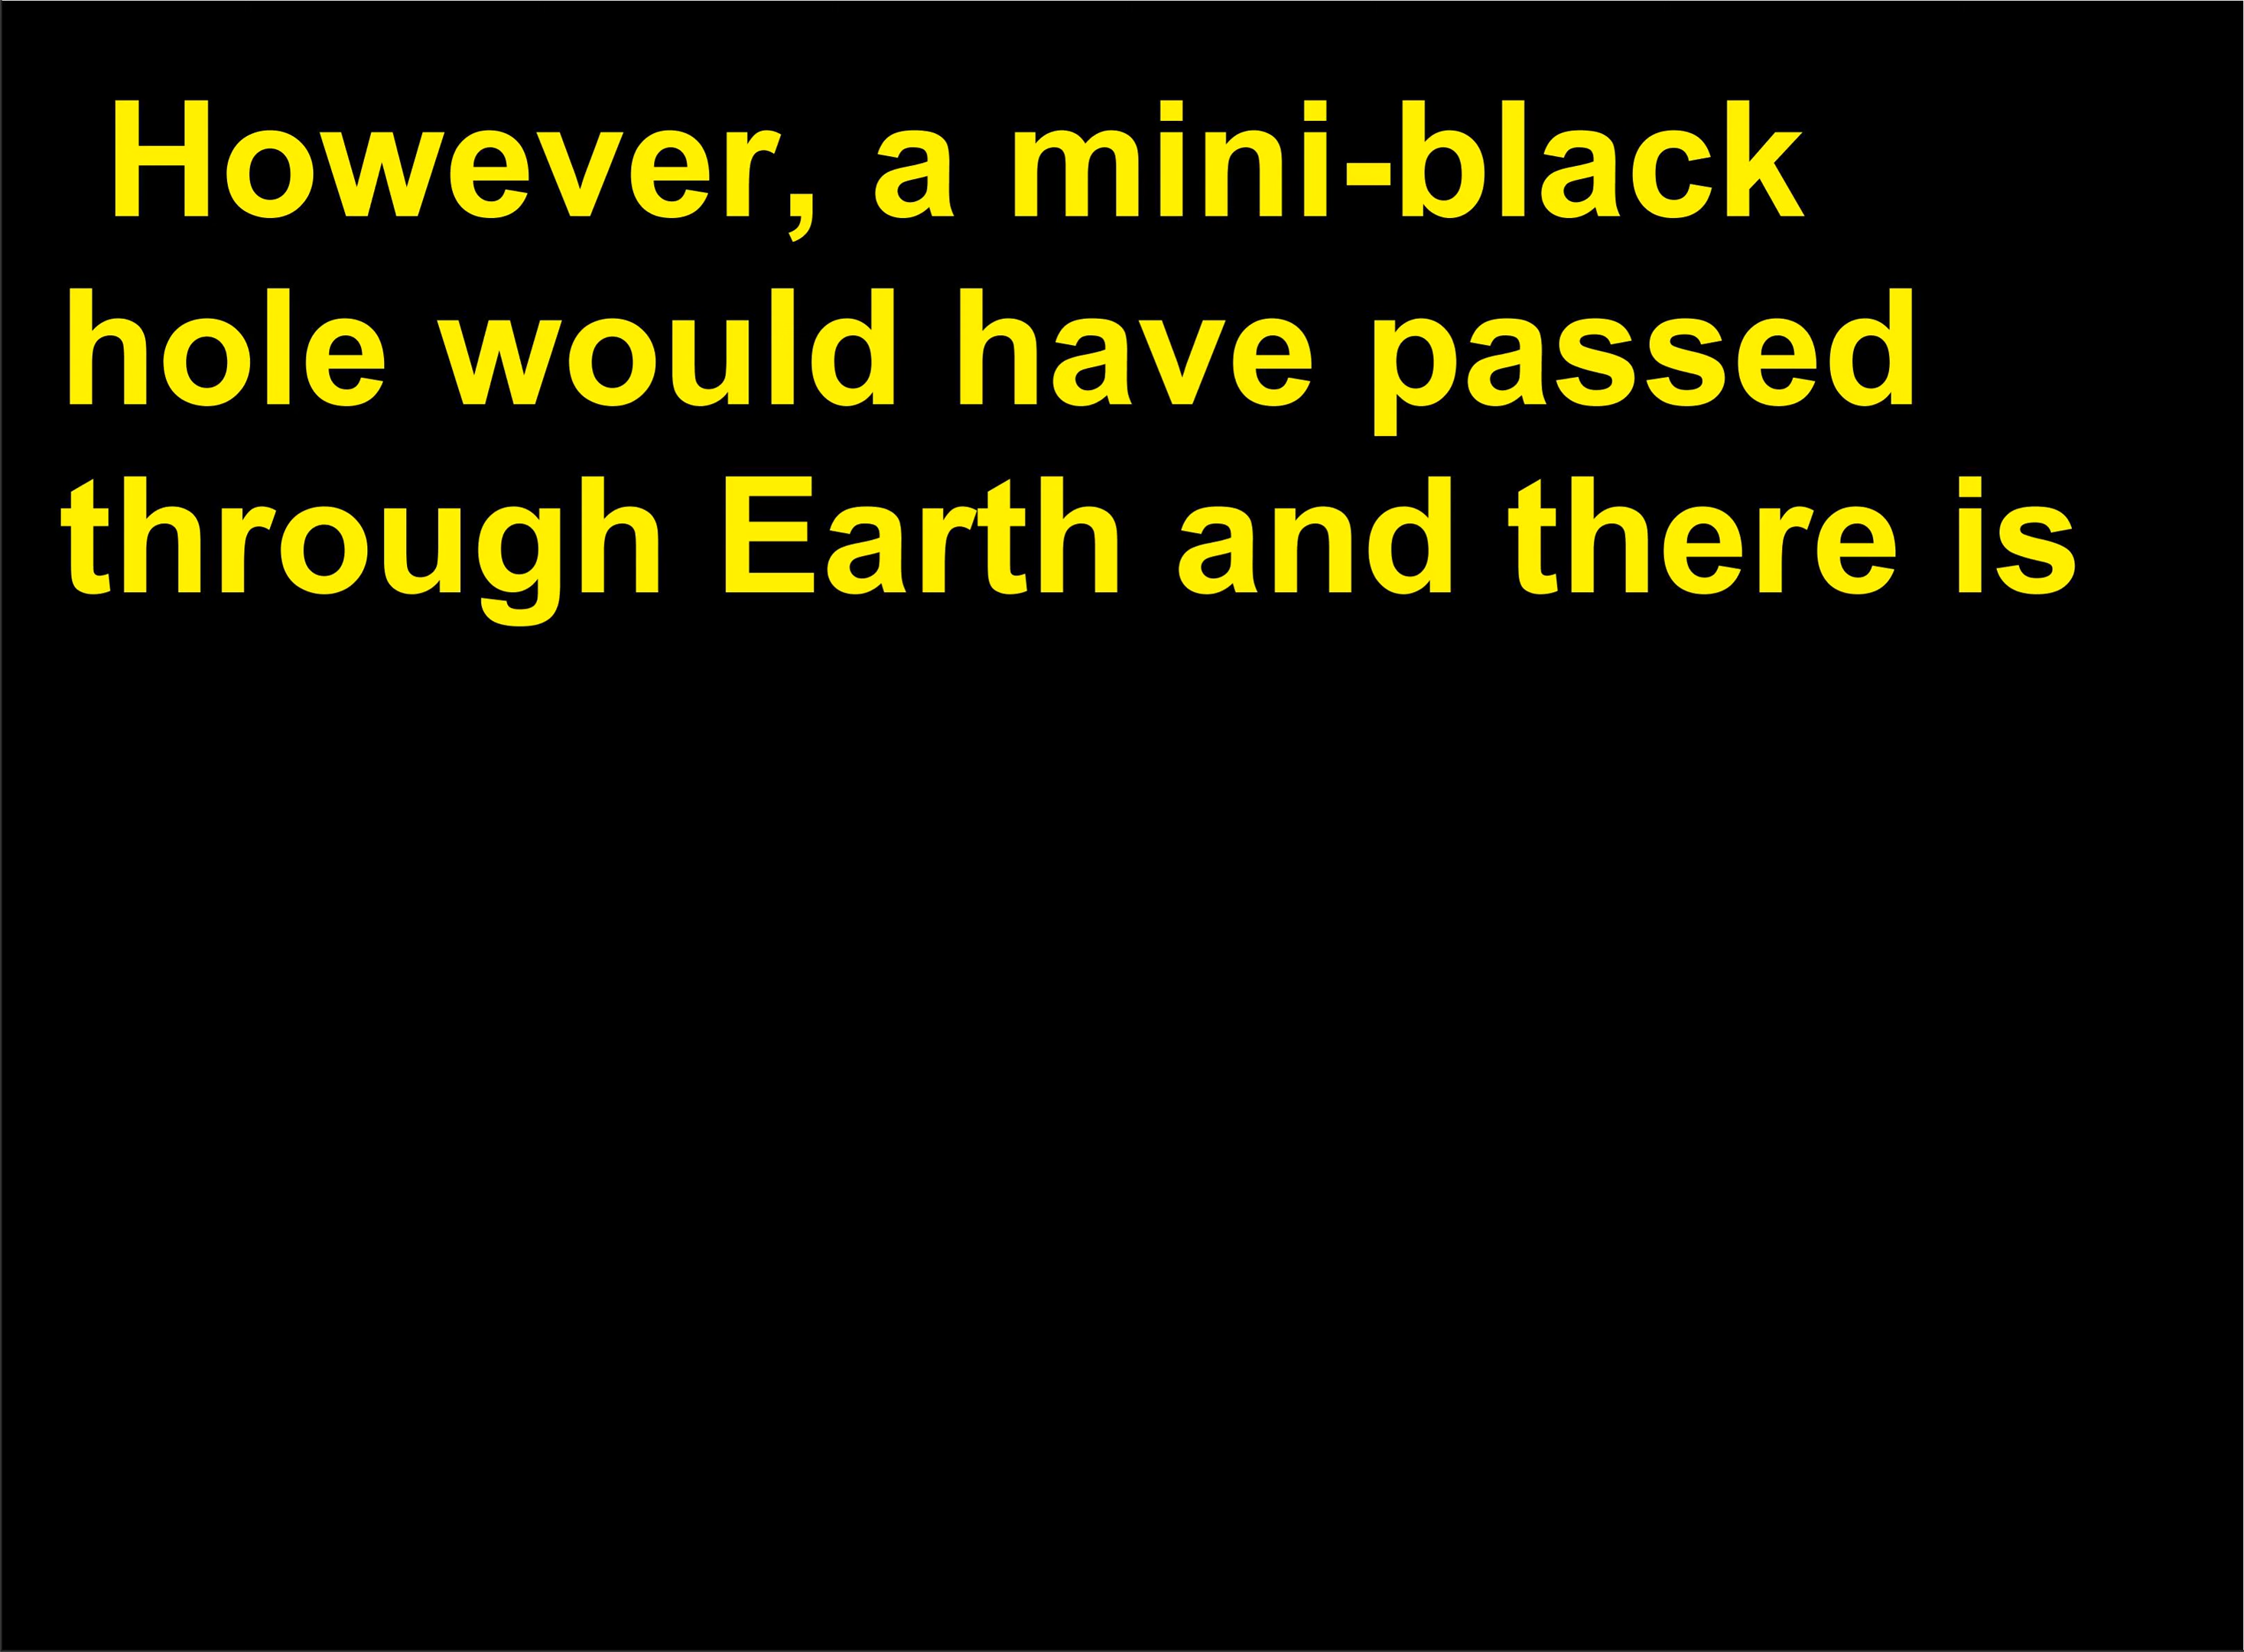 However, a mini-black
hole would have passed
through Earth and there is